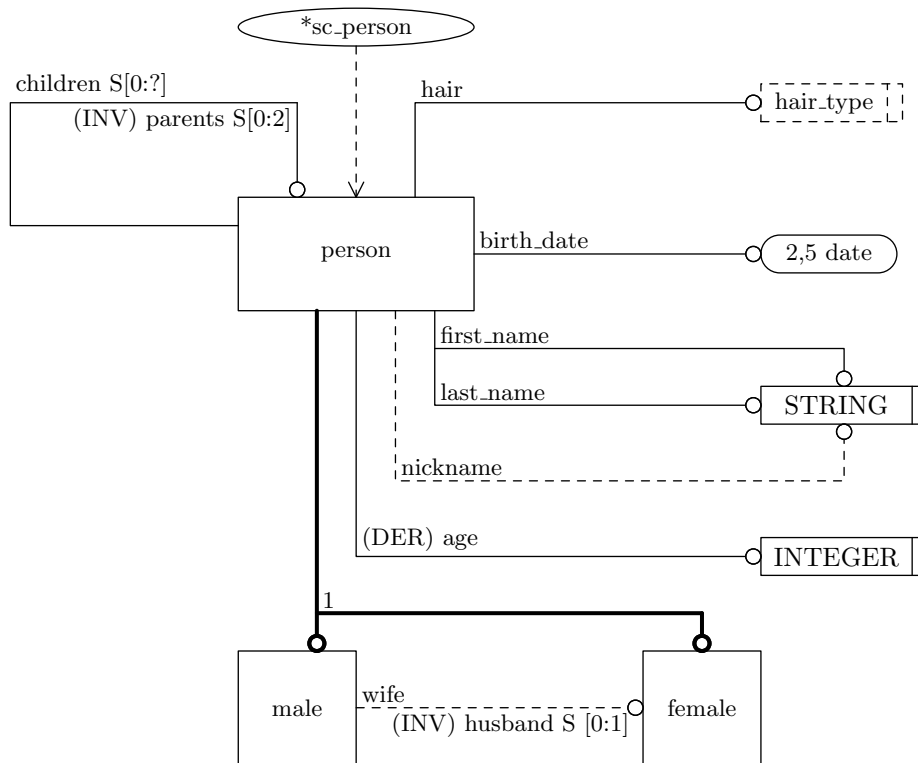 *sc_person
children S[0:?]
(INV) parents S[0:2]
hair
hair_type
person
birth_date
2,5 date
first_name
last_name
STRING
nickname
(DER) age
INTEGER
1
male
wife
(INV) husband S [0:1]
female